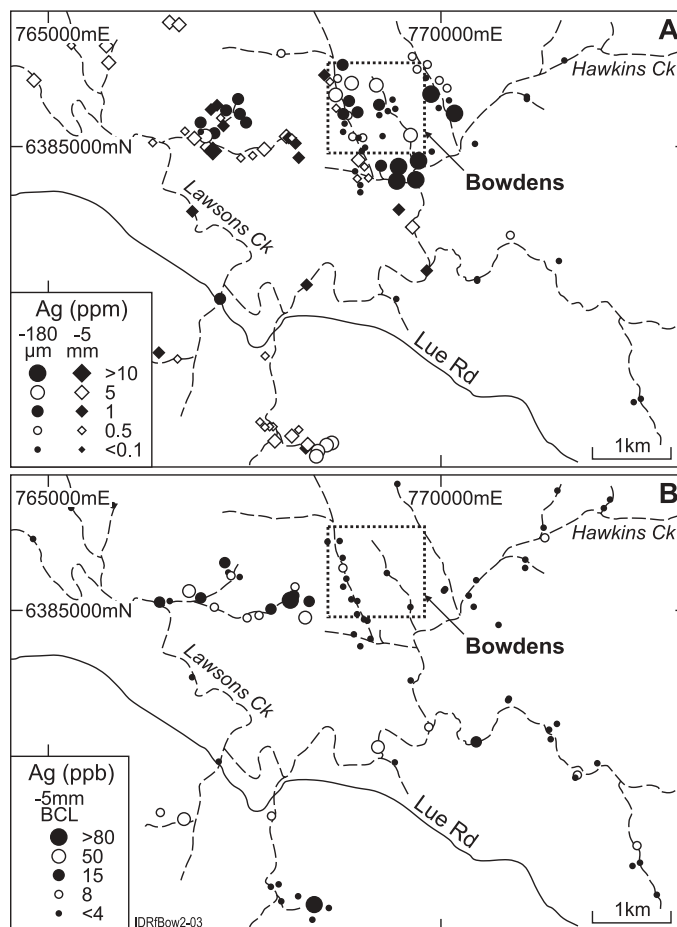 765000mE
770000mE
A
Hawkins Ck
6385000mN
Bowdens
Lawsons Ck
Ag (ppm)
-180 -5
µm mm
>10
5
1
0.5
<0.1
Lue Rd
1km
765000mE
770000mE
B
Hawkins Ck
6385000mN
Bowdens
Lawsons Ck
Ag (ppb)
-5mm
BCL
>80
50
15
8
<4
Lue Rd
1km
IDRfBow2-03